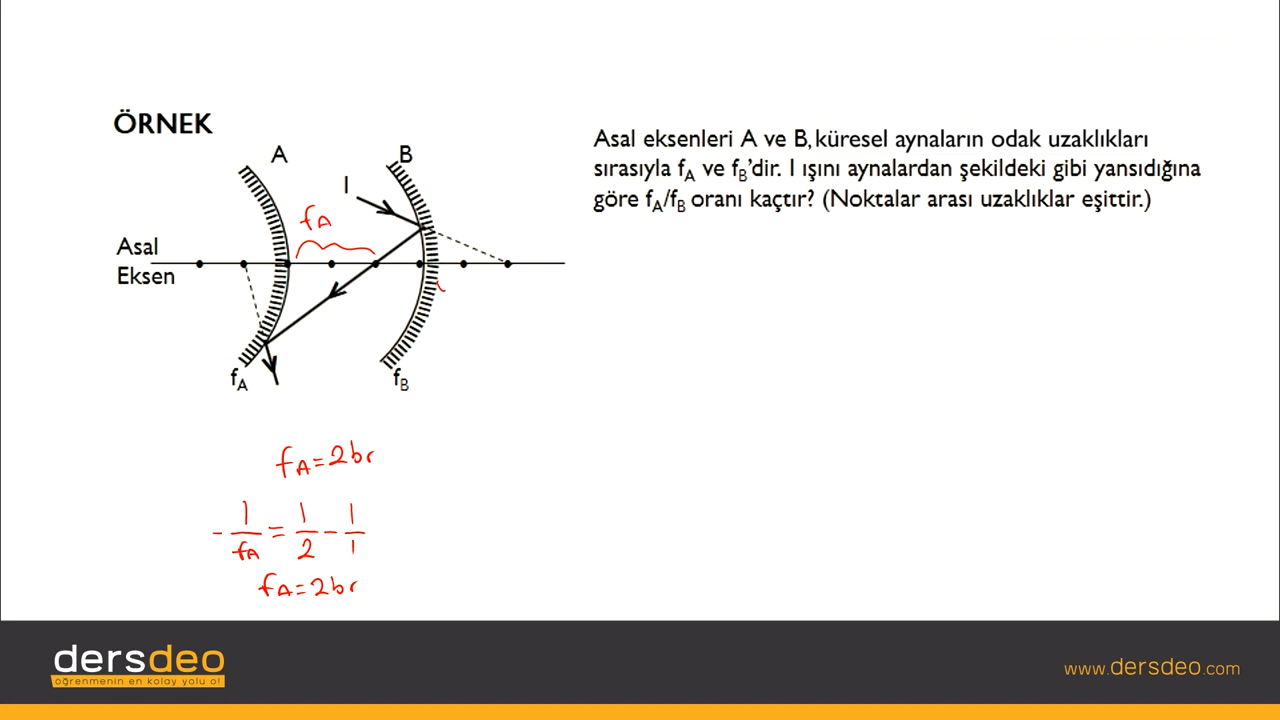 ÖRNEK
A
B
I
fA
Asal
Eksen
fA
fB
Asal eksenleri A ve B, küresel aynaların odak uzaklıkları
sırasıyla fA ve fB'dir. I ışını aynalardan şekildeki gibi yansıdığına
göre fA/fB oranı kaçtır? (Noktalar arası uzaklıklar eşittir.)
fA = 2br
- 1/fA = 1/2 - 1/1
fA = 2br
dersdeo
öğrenmenin en kolay yolu o!
www.dersdeo.com